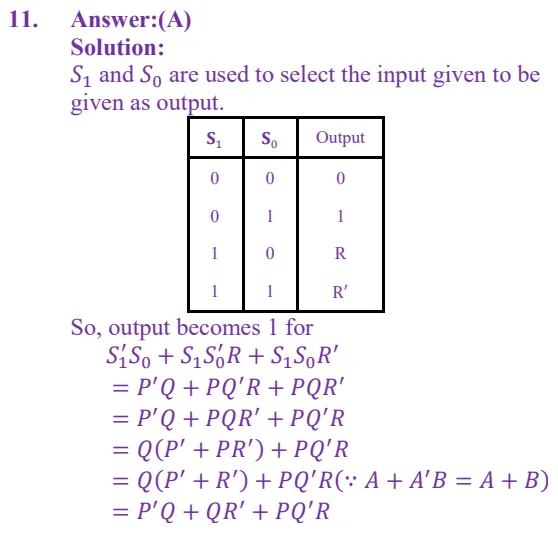 11. Answer:(A)
Solution:
𝑆₁ and 𝑆₀ are used to select the input given to be
given as output.
S₁ S₀ Output
0 0 0
0 1 1
1 0 R
1 1 R′
So, output becomes 1 for
𝑆₁′𝑆₀ + 𝑆₁𝑆₀′𝑅 + 𝑆₁𝑆₀𝑅′
= 𝑃′𝑄 + 𝑃𝑄′𝑅 + 𝑃𝑄𝑅′
= 𝑃′𝑄 + 𝑃𝑄𝑅′ + 𝑃𝑄′𝑅
= 𝑄(𝑃′ + 𝑃𝑅′) + 𝑃𝑄′𝑅
= 𝑄(𝑃′ + 𝑅′) + 𝑃𝑄′𝑅(∵ 𝐴 + 𝐴′𝐵 = 𝐴 + 𝐵)
= 𝑃′𝑄 + 𝑄𝑅′ + 𝑃𝑄′𝑅